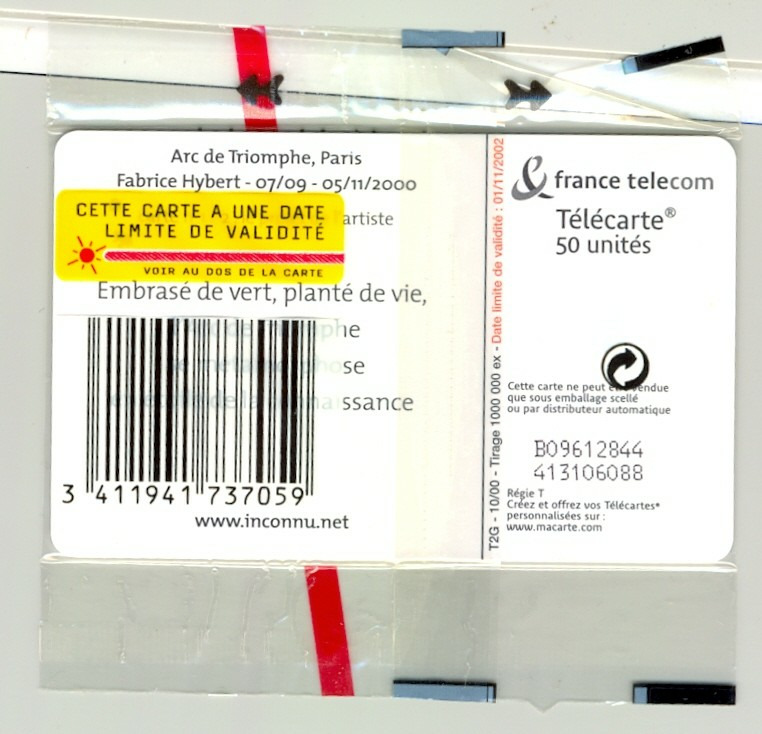 Arc de Triomphe, Paris
Fabrice Hybert - 07/09 - 05/11/2000
CETTE CARTE A UNE DATE
LIMITE DE VALIDITÉ
VOIR AU DOS DE LA CARTE
l'artiste
Embrasé de vert, planté de vie,
3 411941 737059
www.inconnu.net
T2G - 10/00 - Tirage 1000 000 ex - Date limite de validité : 01/11/2002
france telecom
Télécarte®
50 unités
Cette carte ne peut être vendue
que sous emballage scellé
ou par distributeur automatique
B09612844
413106088
Régie T
Créez et offrez vos Télécartes*
personnalisées sur :
www.macarte.com